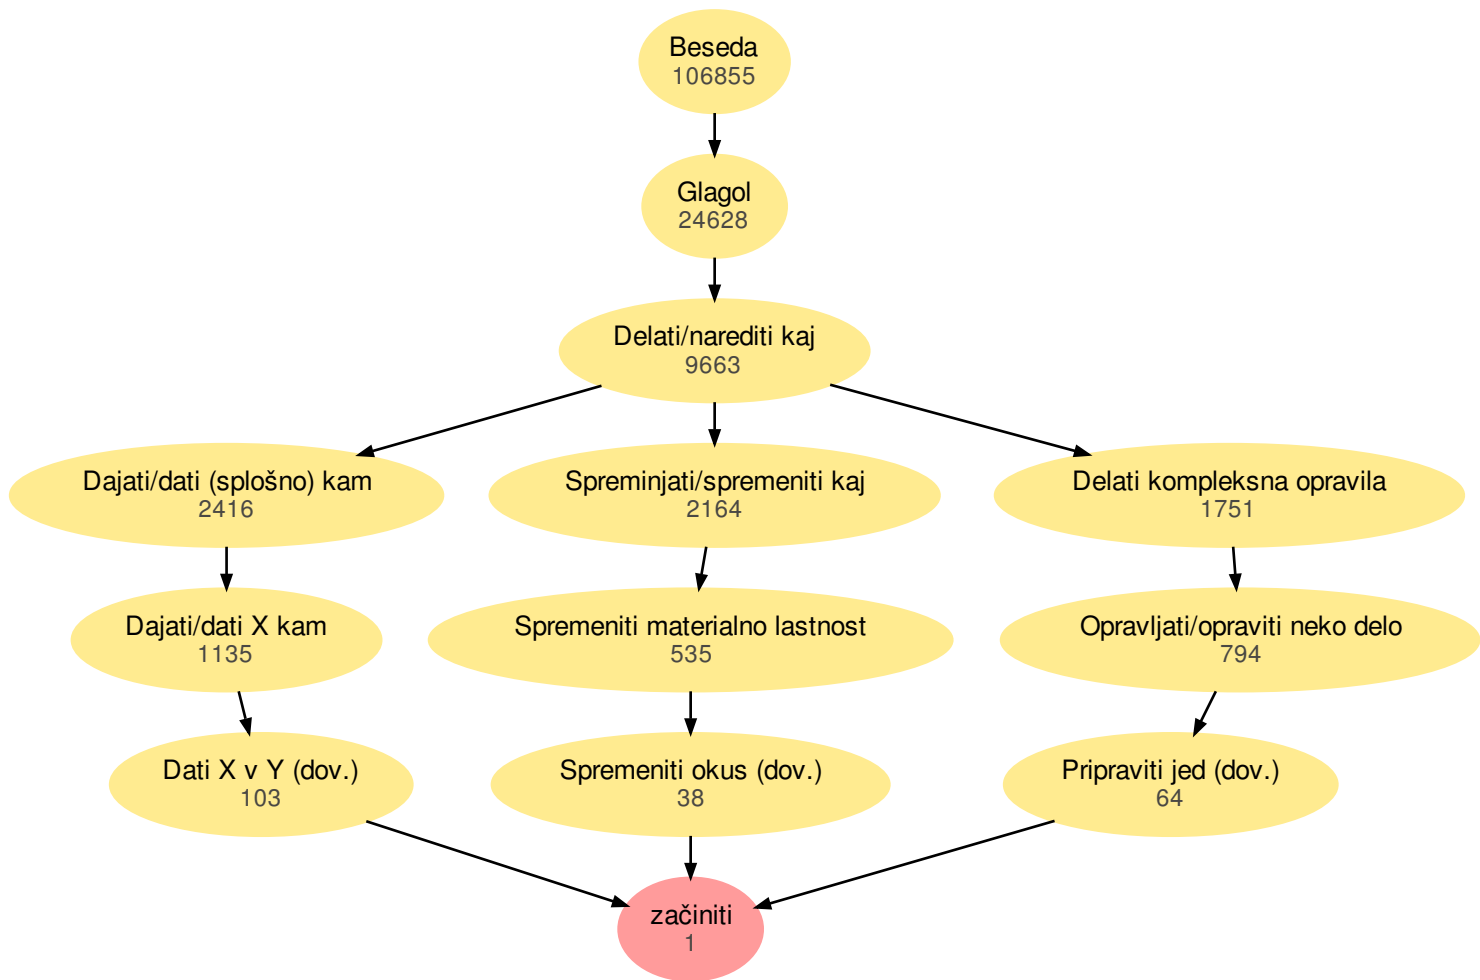 Beseda
106855
Glagol
24628
Delati/narediti kaj
9663
Dajati/dati (splošno) kam
2416
Spreminjati/spremeniti kaj
2164
Delati kompleksna opravila
1751
Dajati/dati X kam
1135
Spremeniti materialno lastnost
535
Opravljati/opraviti neko delo
794
Dati X v Y (dov.)
103
Spremeniti okus (dov.)
38
Pripraviti jed (dov.)
64
začiniti
1